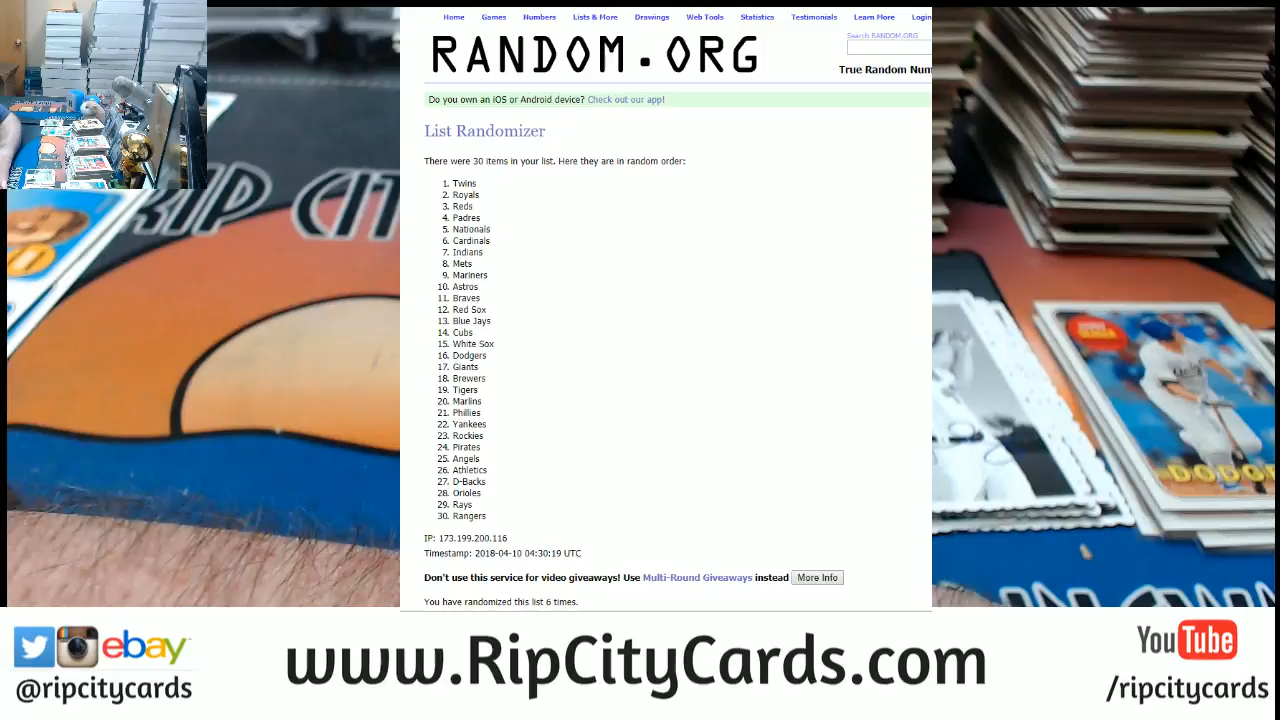 Home Games Numbers Lists & More Drawings Web Tools Statistics Testimonials Learn More Login
RANDOM.ORG
Search RANDOM.ORG
True Random Num
Do you own an iOS or Android device? Check out our app!
List Randomizer
There were 30 items in your list. Here they are in random order:
1. Twins
2. Royals
3. Reds
4. Padres
5. Nationals
6. Cardinals
7. Indians
8. Mets
9. Mariners
10. Astros
11. Braves
12. Red Sox
13. Blue Jays
14. Cubs
15. White Sox
16. Dodgers
17. Giants
18. Brewers
19. Tigers
20. Marlins
21. Phillies
22. Yankees
23. Rockies
24. Pirates
25. Angels
26. Athletics
27. D-Backs
28. Orioles
29. Rays
30. Rangers
IP: 173.199.200.116
Timestamp: 2018-04-10 04:30:19 UTC
Don't use this service for video giveaways! Use Multi-Round Giveaways instead More Info
You have randomized this list 6 times.
RIP CIT
DODG
ebay
@ripcitycards
www.RipCityCards.com
YouTube
/ripcitycards